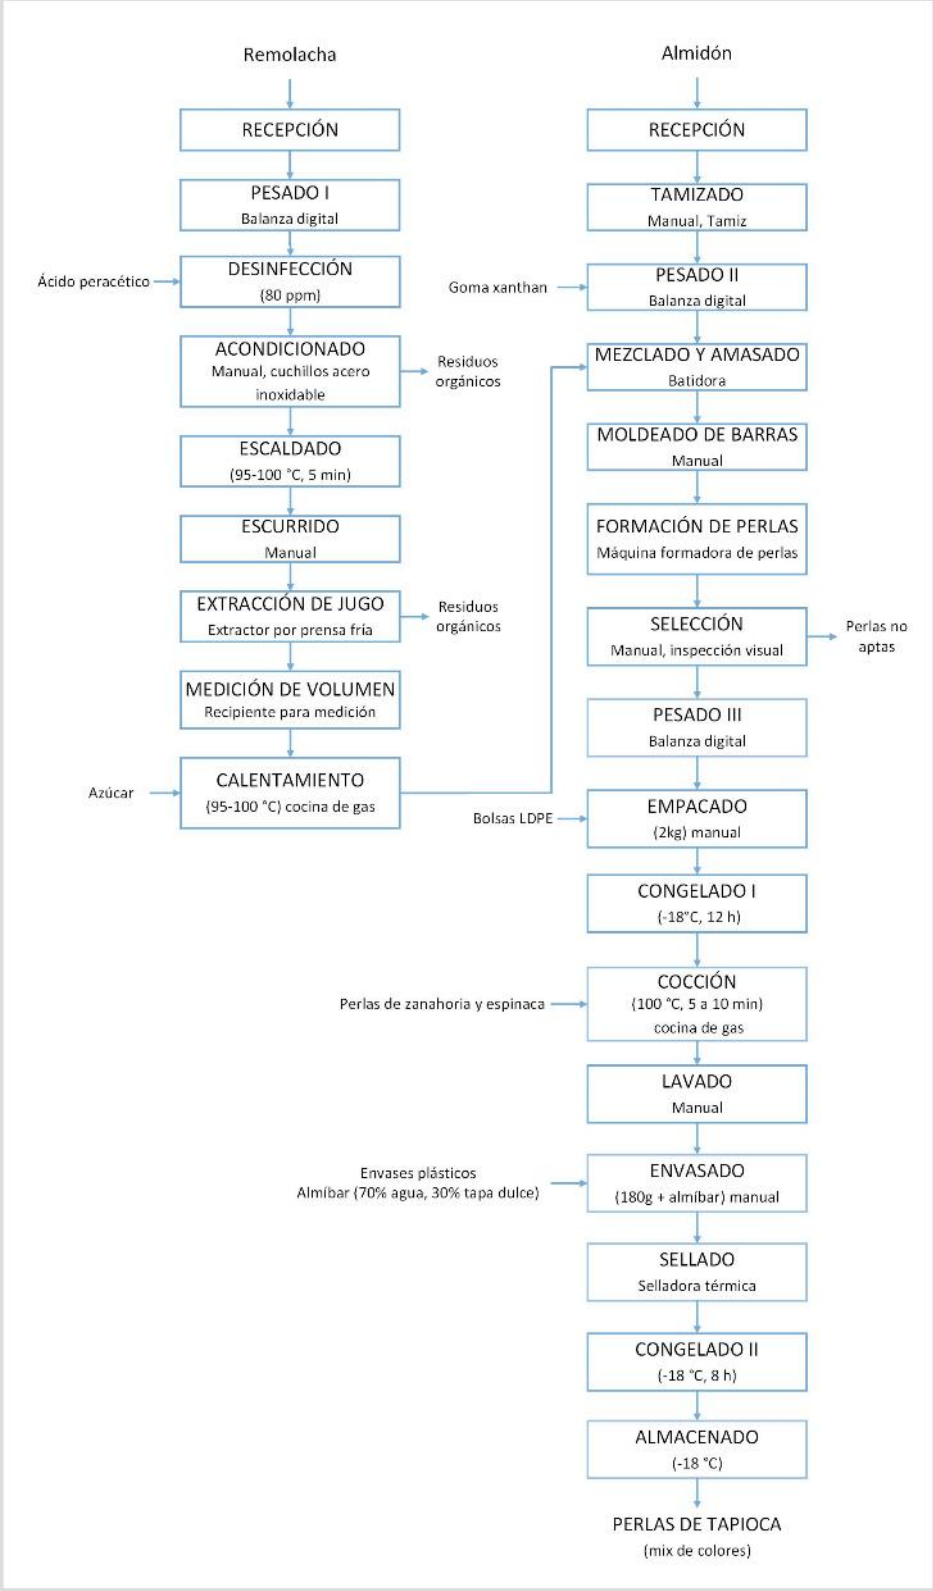 Remolacha
RECEPCIÓN
PESADO I
Balanza digital
Ácido peracético
DESINFECCIÓN
(80 ppm)
ACONDICIONADO
Manual, cuchillos acero
inoxidable
Residuos
orgánicos
ESCALDADO
(95-100 °C, 5 min)
ESCURRIDO
Manual
EXTRACCIÓN DE JUGO
Extractor por prensa fría
Residuos
orgánicos
MEDICIÓN DE VOLUMEN
Recipiente para medición
Azúcar
CALENTAMIENTO
(95-100 °C) cocina de gas
Almidón
RECEPCIÓN
TAMIZADO
Manual, Tamiz
Goma xanthan
PESADO II
Balanza digital
MEZCLADO Y AMASADO
Batidora
MOLDEADO DE BARRAS
Manual
FORMACIÓN DE PERLAS
Máquina formadora de perlas
SELECCIÓN
Manual, inspección visual
Perlas no
aptas
PESADO III
Balanza digital
Bolsas LDPE
EMPACADO
(2kg) manual
CONGELADO I
(-18°C, 12 h)
Perlas de zanahoria y espinaca
COCCIÓN
(100 °C, 5 a 10 min)
cocina de gas
LAVADO
Manual
Envases plásticos
Almíbar (70% agua, 30% tapa dulce)
ENVASADO
(180g + almíbar) manual
SELLADO
Selladora térmica
CONGELADO II
(-18 °C, 8 h)
ALMACENADO
(-18 °C)
PERLAS DE TAPIOCA
(mix de colores)